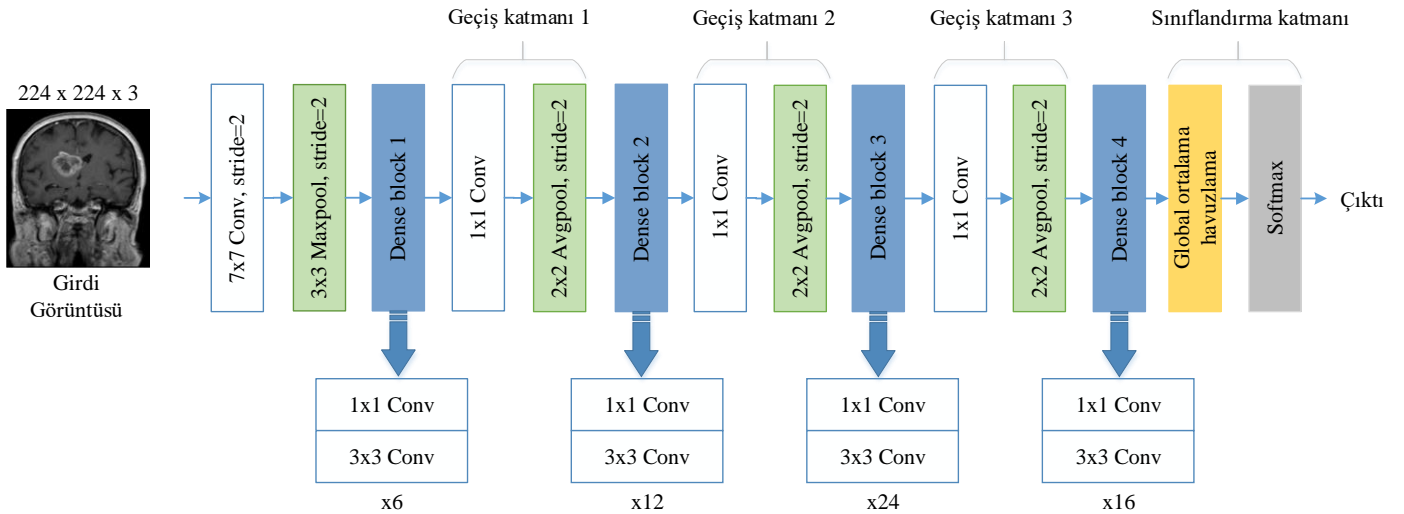 Geçiş katmanı 1
Geçiş katmanı 2
Geçiş katmanı 3
Sınıflandırma katmanı
224 x 224 x 3
Girdi
Görüntüsü
7x7 Conv, stride=2
3x3 Maxpool, stride=2
Dense block 1
1x1 Conv
2x2 Avgpool, stride=2
Dense block 2
1x1 Conv
2x2 Avgpool, stride=2
Dense block 3
1x1 Conv
2x2 Avgpool, stride=2
Dense block 4
Global ortalama
havuzlama
Softmax
Çıktı
1x1 Conv
3x3 Conv
x6
1x1 Conv
3x3 Conv
x12
1x1 Conv
3x3 Conv
x24
1x1 Conv
3x3 Conv
x16